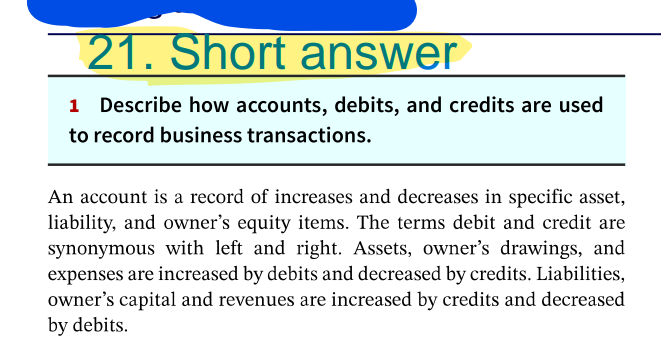 21. Short answer
1 Describe how accounts, debits, and credits are used
to record business transactions.
An account is a record of increases and decreases in specific asset,
liability, and owner’s equity items. The terms debit and credit are
synonymous with left and right. Assets, owner’s drawings, and
expenses are increased by debits and decreased by credits. Liabilities,
owner’s capital and revenues are increased by credits and decreased
by debits.